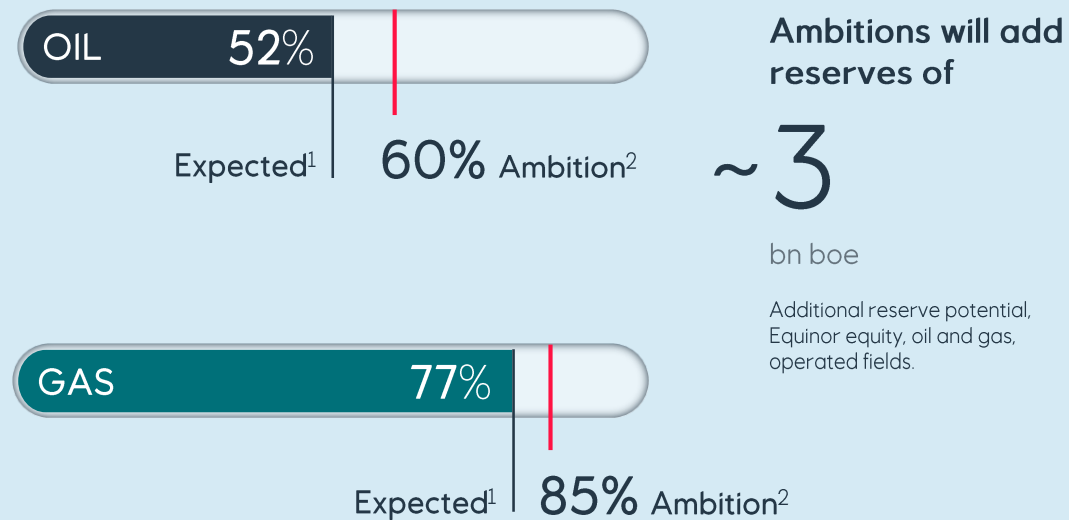 OIL 52%
Expected¹
60% Ambition²
GAS 77%
Expected¹
85% Ambition²
Ambitions will add
reserves of
~3
bn boe
Additional reserve potential,
Equinor equity, oil and gas,
operated fields.